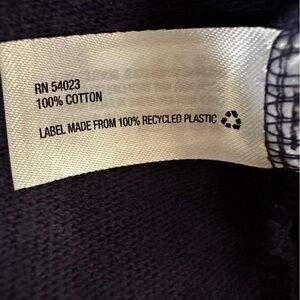 RN 54023
100% COTTON
LABEL MADE FROM 100% RECYCLED PLASTIC